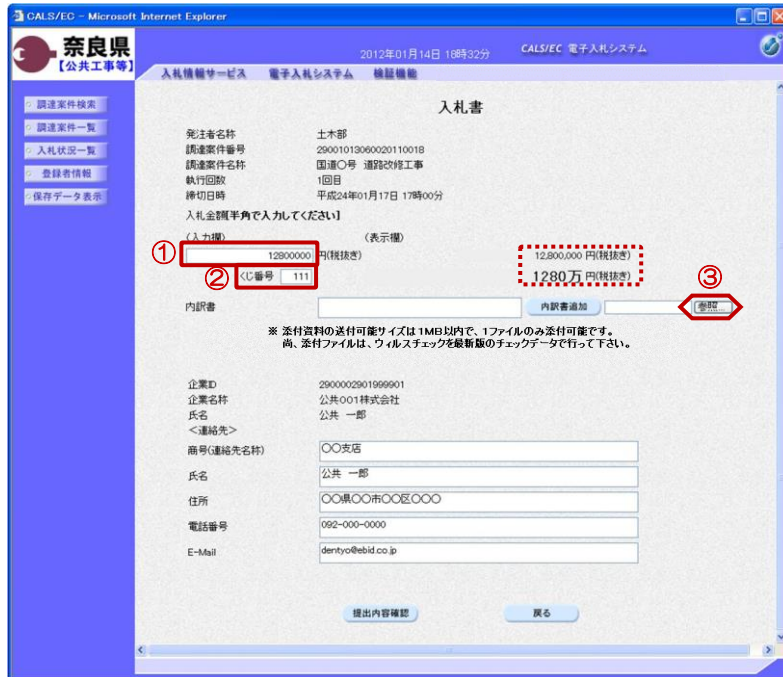 CALS/EC - Microsoft Internet Explorer
奈良県
【公共工事等】
2012年01月14日 18時32分
CALS/EC 電子入札システム
入札情報サービス 電子入札システム 検証機能
調達案件検索
調達案件一覧
入札状況一覧
登録者情報
保存データ表示
入札書
発注者名称 土木部
調達案件番号 29001013060020110018
調達案件名称 国道○号 道路改修工事
執行回数 1回目
締切日時 平成24年01月17日 17時00分
入札金額[半角で入力してください]
(入力欄) (表示欄)
① 12800000 円(税抜き) 12,800,000 円(税抜き)
② くじ番号 111 1280万 円(税抜き)
③
内訳書 内訳書追加 参照...
※ 添付資料の送付可能サイズは1MB以内で、1ファイルのみ添付可能です。
尚、添付ファイルは、ウィルスチェックを最新版のチェックデータで行って下さい。
企業ID 2900002901999901
企業名称 公共001株式会社
氏名 公共 一郎
<連絡先>
商号(連絡先名称) ○○支店
氏名 公共 一郎
住所 ○○県○○市○○区○○○
電話番号 092-000-0000
E-Mail dentyo@ebid.co.jp
提出内容確認 戻る